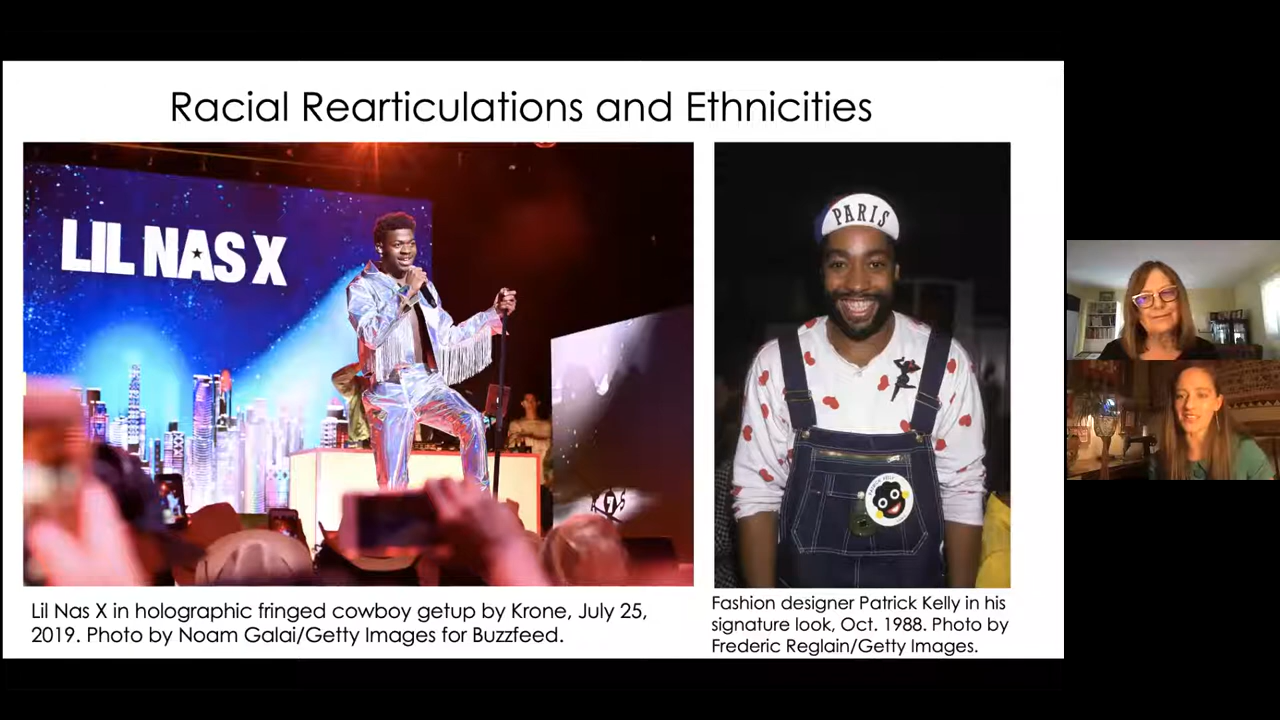 Racial Rearticulations and Ethnicities
LIL NAS X
PARIS
PATRICK KELLY
Lil Nas X in holographic fringed cowboy getup by Krone, July 25,
2019. Photo by Noam Galai/Getty Images for Buzzfeed.
Fashion designer Patrick Kelly in his
signature look, Oct. 1988. Photo by
Frederic Reglain/Getty Images.